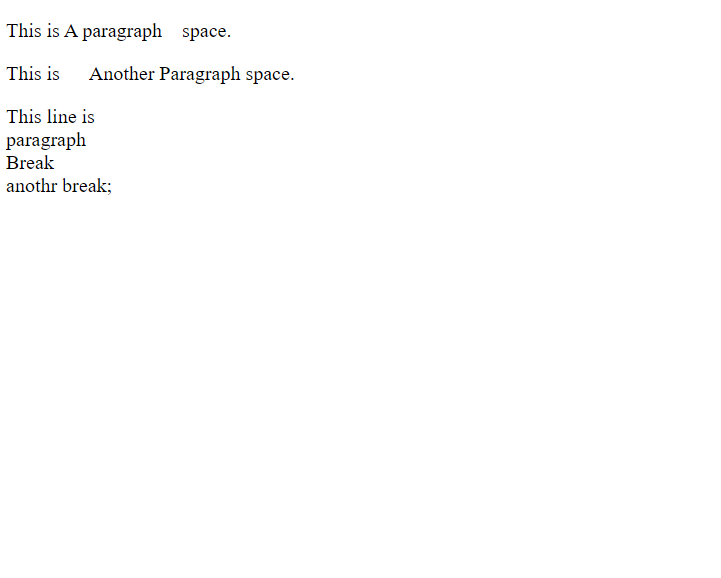 This is A paragraph    space.
This is      Another Paragraph space.
This line is
paragraph
Break
anothr break;